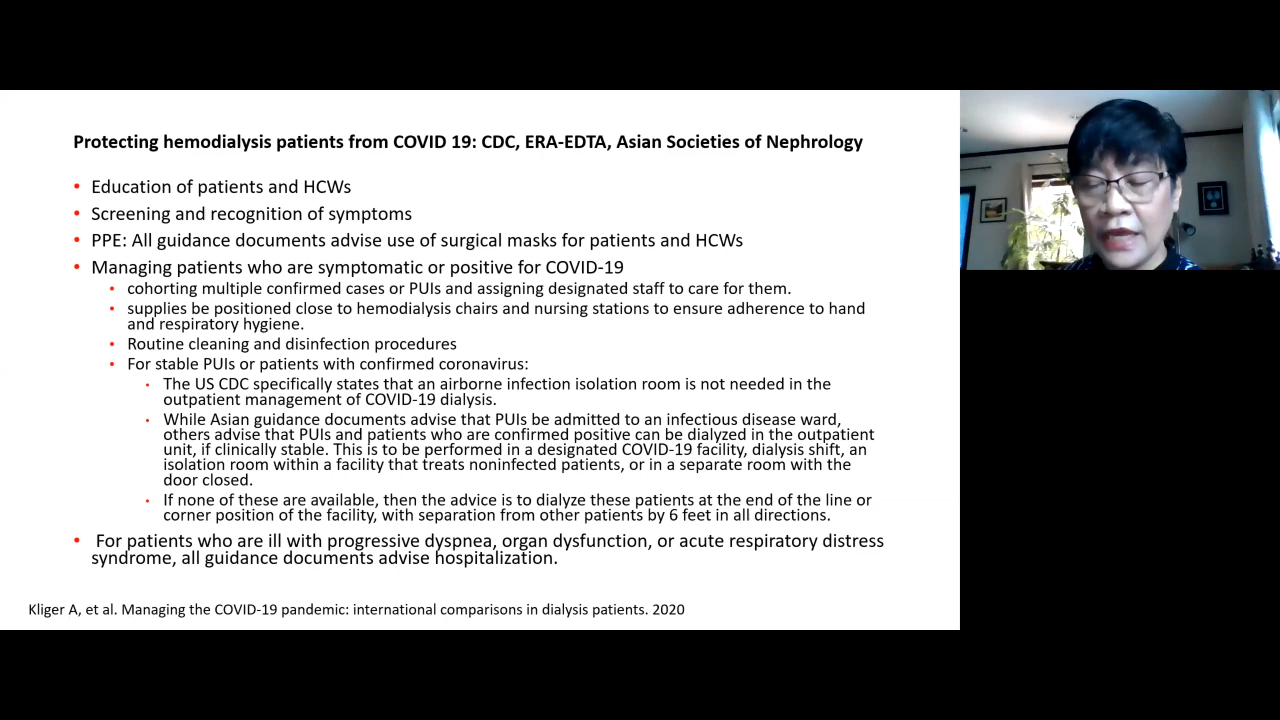 Protecting hemodialysis patients from COVID 19: CDC, ERA-EDTA, Asian Societies of Nephrology
• Education of patients and HCWs
• Screening and recognition of symptoms
• PPE: All guidance documents advise use of surgical masks for patients and HCWs
• Managing patients who are symptomatic or positive for COVID-19
• cohorting multiple confirmed cases or PUIs and assigning designated staff to care for them.
• supplies be positioned close to hemodialysis chairs and nursing stations to ensure adherence to hand
and respiratory hygiene.
• Routine cleaning and disinfection procedures
• For stable PUIs or patients with confirmed coronavirus:
• The US CDC specifically states that an airborne infection isolation room is not needed in the
outpatient management of COVID-19 dialysis.
• While Asian guidance documents advise that PUIs be admitted to an infectious disease ward,
others advise that PUIs and patients who are confirmed positive can be dialyzed in the outpatient
unit, if clinically stable. This is to be performed in a designated COVID-19 facility, dialysis shift, an
isolation room within a facility that treats noninfected patients, or in a separate room with the
door closed.
• If none of these are available, then the advice is to dialyze these patients at the end of the line or
corner position of the facility, with separation from other patients by 6 feet in all directions.
• For patients who are ill with progressive dyspnea, organ dysfunction, or acute respiratory distress
syndrome, all guidance documents advise hospitalization.
Kliger A, et al. Managing the COVID-19 pandemic: international comparisons in dialysis patients. 2020